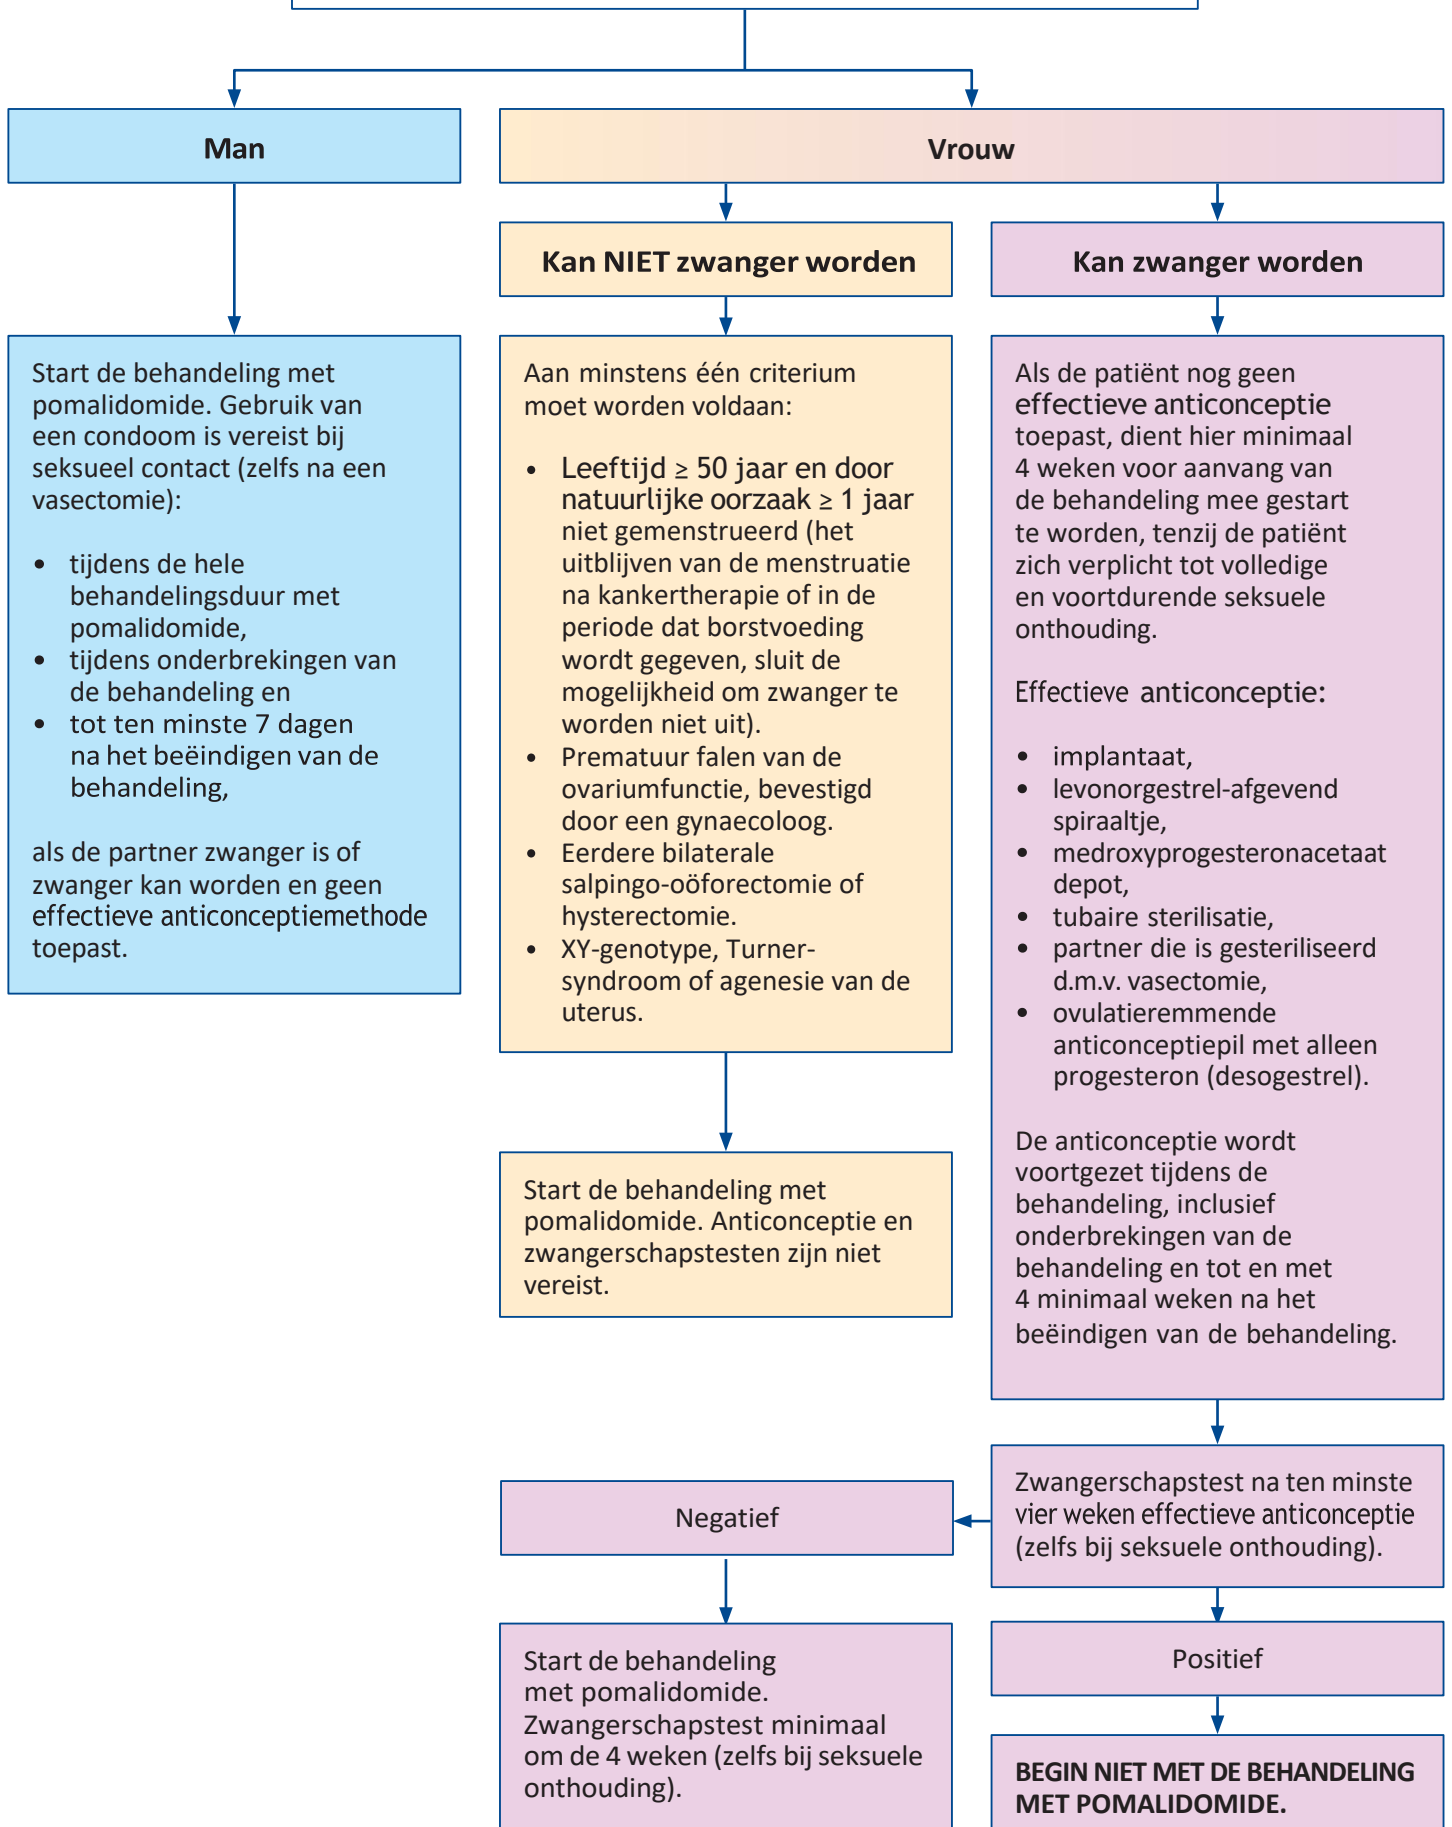 Man
Vrouw
Kan NIET zwanger worden
Kan zwanger worden
Start de behandeling met
pomalidomide. Gebruik van
een condoom is vereist bij
seksueel contact (zelfs na een
vasectomie):
• tijdens de hele
behandelingsduur met
pomalidomide,
• tijdens onderbrekingen van
de behandeling en
• tot ten minste 7 dagen
na het beëindigen van de
behandeling,
als de partner zwanger is of
zwanger kan worden en geen
effectieve anticonceptiemethode
toepast.
Aan minstens één criterium
moet worden voldaan:
• Leeftijd ≥ 50 jaar en door
natuurlijke oorzaak ≥ 1 jaar
niet gemenstrueerd (het
uitblijven van de menstruatie
na kankertherapie of in de
periode dat borstvoeding
wordt gegeven, sluit de
mogelijkheid om zwanger te
worden niet uit).
• Prematuur falen van de
ovariumfunctie, bevestigd
door een gynaecoloog.
• Eerdere bilaterale
salpingo-oöforectomie of
hysterectomie.
• XY-genotype, Turner-
syndroom of agenesie van de
uterus.
Start de behandeling met
pomalidomide. Anticonceptie en
zwangerschapstesten zijn niet
vereist.
Als de patiënt nog geen
effectieve anticonceptie
toepast, dient hier minimaal
4 weken voor aanvang van
de behandeling mee gestart
te worden, tenzij de patiënt
zich verplicht tot volledige
en voortdurende seksuele
onthouding.
Effectieve anticonceptie:
• implantaat,
• levonorgestrel-afgevend
spiraaltje,
• medroxyprogesteronacetaat
depot,
• tubaire sterilisatie,
• partner die is gesteriliseerd
d.m.v. vasectomie,
• ovulatieremmende
anticonceptiepil met alleen
progesteron (desogestrel).
De anticonceptie wordt
voortgezet tijdens de
behandeling, inclusief
onderbrekingen van de
behandeling en tot en met
4 minimaal weken na het
beëindigen van de behandeling.
Zwangerschapstest na ten minste
vier weken effectieve anticonceptie
(zelfs bij seksuele onthouding).
Negatief
Start de behandeling
met pomalidomide.
Zwangerschapstest minimaal
om de 4 weken (zelfs bij seksuele
onthouding).
Positief
BEGIN NIET MET DE BEHANDELING
MET POMALIDOMIDE.